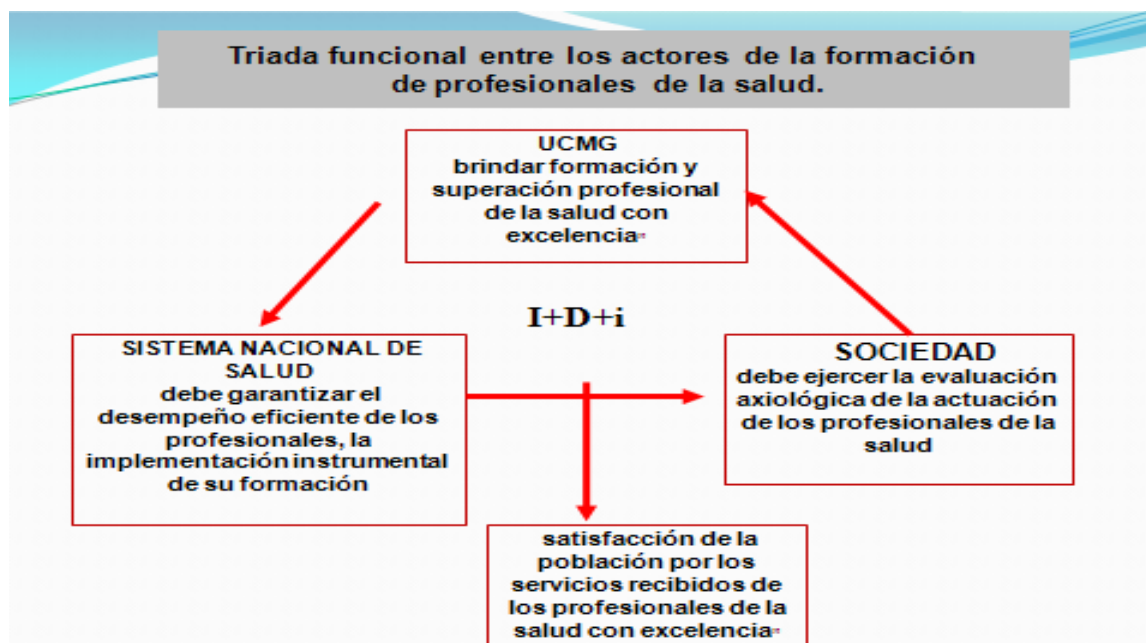 Triada funcional entre los actores de la formación
de profesionales de la salud.
UCMG
brindar formación y
superación profesional
de la salud con
excelencia
I+D+i
SISTEMA NACIONAL DE
SALUD
debe garantizar el
desempeño eficiente de los
profesionales, la
implementación instrumental
de su formación
SOCIEDAD
debe ejercer la evaluación
axiológica de la actuación
de los profesionales de la
salud
satisfacción de la
población por los
servicios recibidos de
los profesionales de la
salud con excelencia